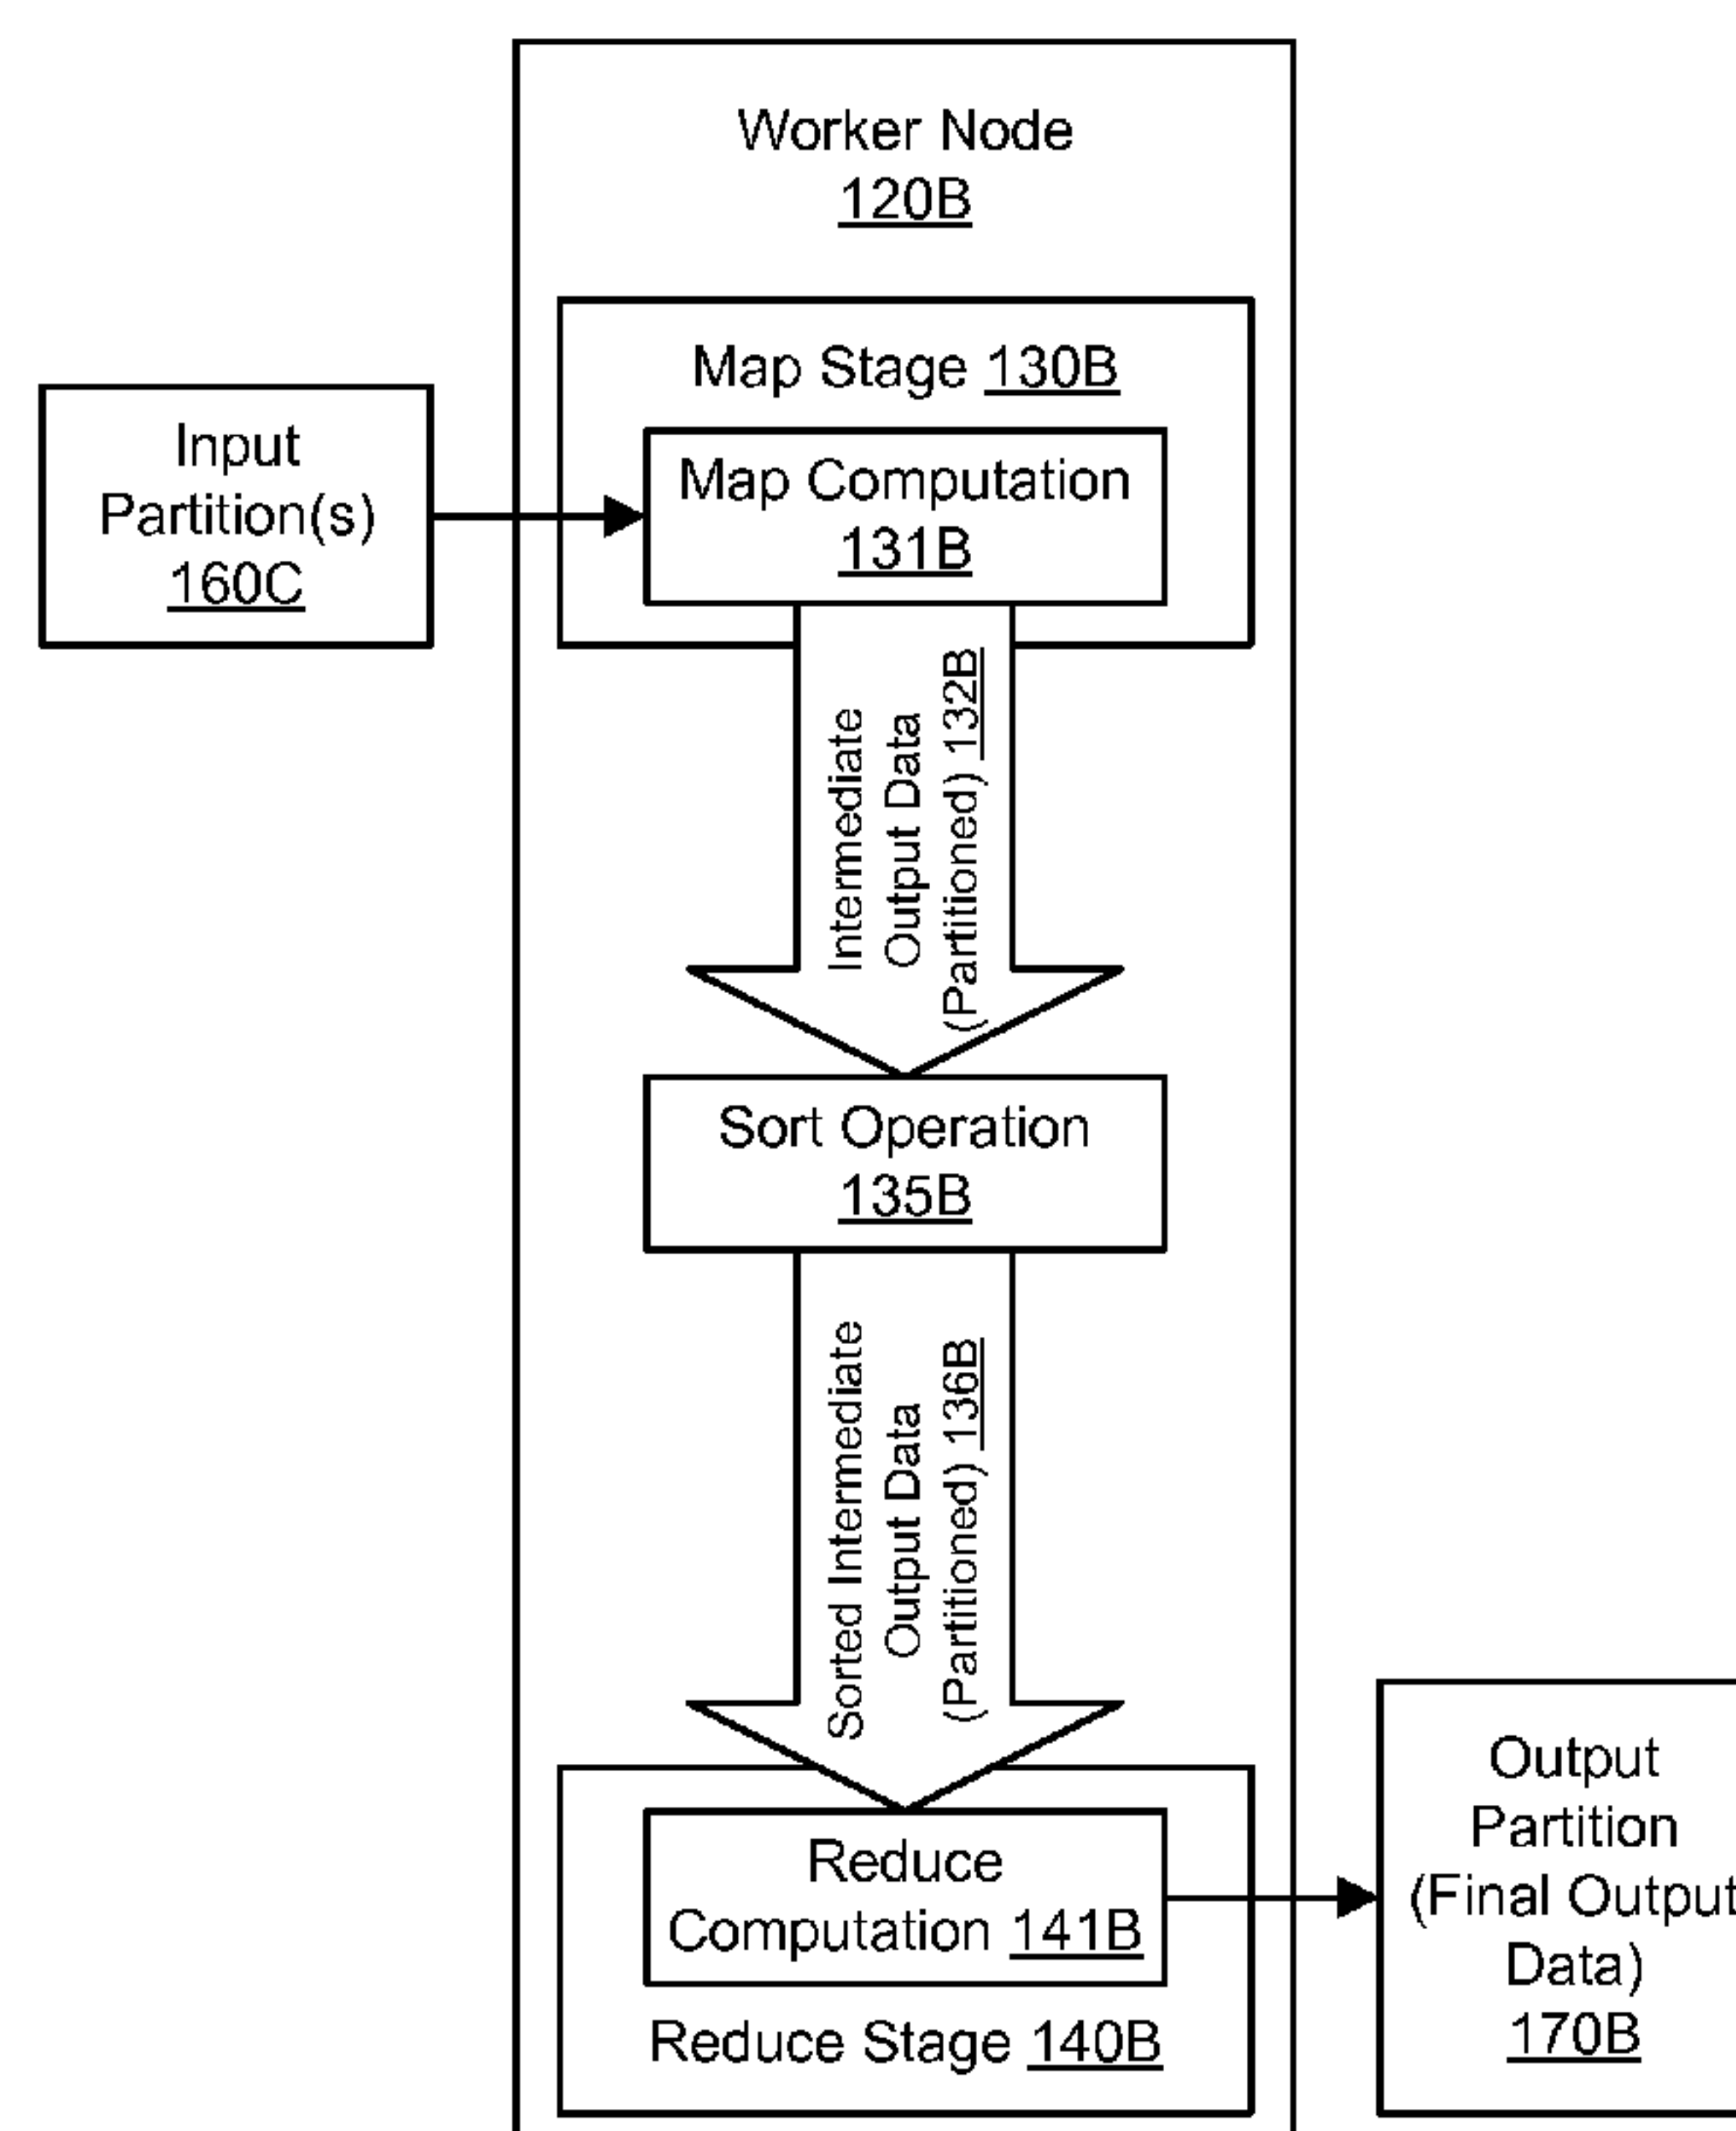 Worker Node
120B
Map Stage 130B
Input
Partition(s)
160C
Map Computation
131B
Intermediate
Output Data
(Partitioned) 132B
Sort Operation
135B
Sorted Intermediate
Output Data
(Partitioned) 136B
Reduce
Computation 141B
Reduce Stage 140B
Output
Partition
(Final Output
Data)
170B